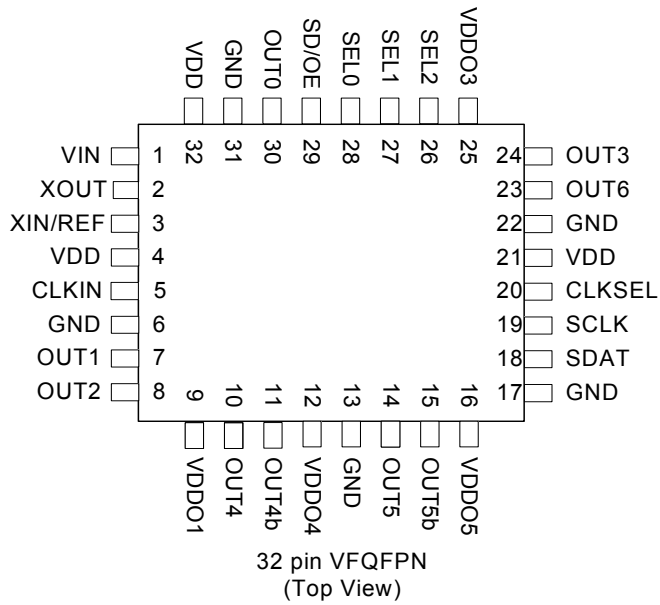 VDD
GND
OUT0
SD/OE
SEL0
SEL1
SEL2
VDDO3
32
31
30
29
28
27
26
25
VIN 1
XOUT 2
XIN/REF 3
VDD 4
CLKIN 5
GND 6
OUT1 7
OUT2 8
24 OUT3
23 OUT6
22 GND
21 VDD
20 CLKSEL
19 SCLK
18 SDAT
17 GND
9
10
11
12
13
14
15
16
VDDO1
OUT4
OUT4b
VDDO4
GND
OUT5
OUT5b
VDDO5
32 pin VFQFPN
(Top View)